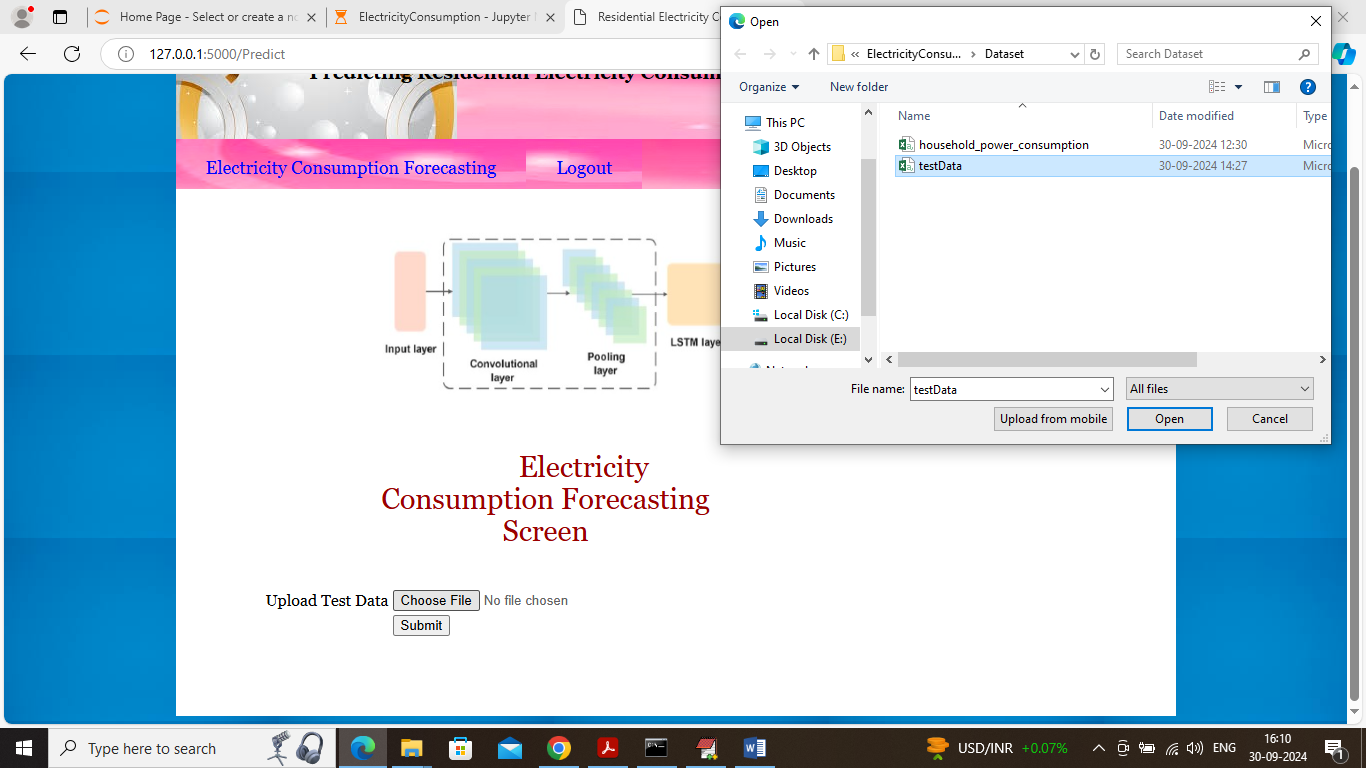 Home Page - Select or create a n
ElectricityConsumption - Jupyter
Residential Electricity C
127.0.0.1:5000/Predict
Predicting Residential Electricity Consum
Electricity Consumption Forecasting
Logout
Input layer
Convolutional
layer
Pooling
layer
LSTM laye
Electricity
Consumption Forecasting
Screen
Upload Test Data Choose File No file chosen
Submit
Open
« ElectricityConsu... > Dataset
Search Dataset
Organize
New folder
Name
Date modified
Type
This PC
3D Objects
Desktop
Documents
Downloads
Music
Pictures
Videos
Local Disk (C:)
Local Disk (E:)
household_power_consumption 30-09-2024 12:30 Micro
testData 30-09-2024 14:27 Micro
File name: testData
All files
Upload from mobile
Open
Cancel
Type here to search
USD/INR +0.07%
ENG
16:10
30-09-2024
1